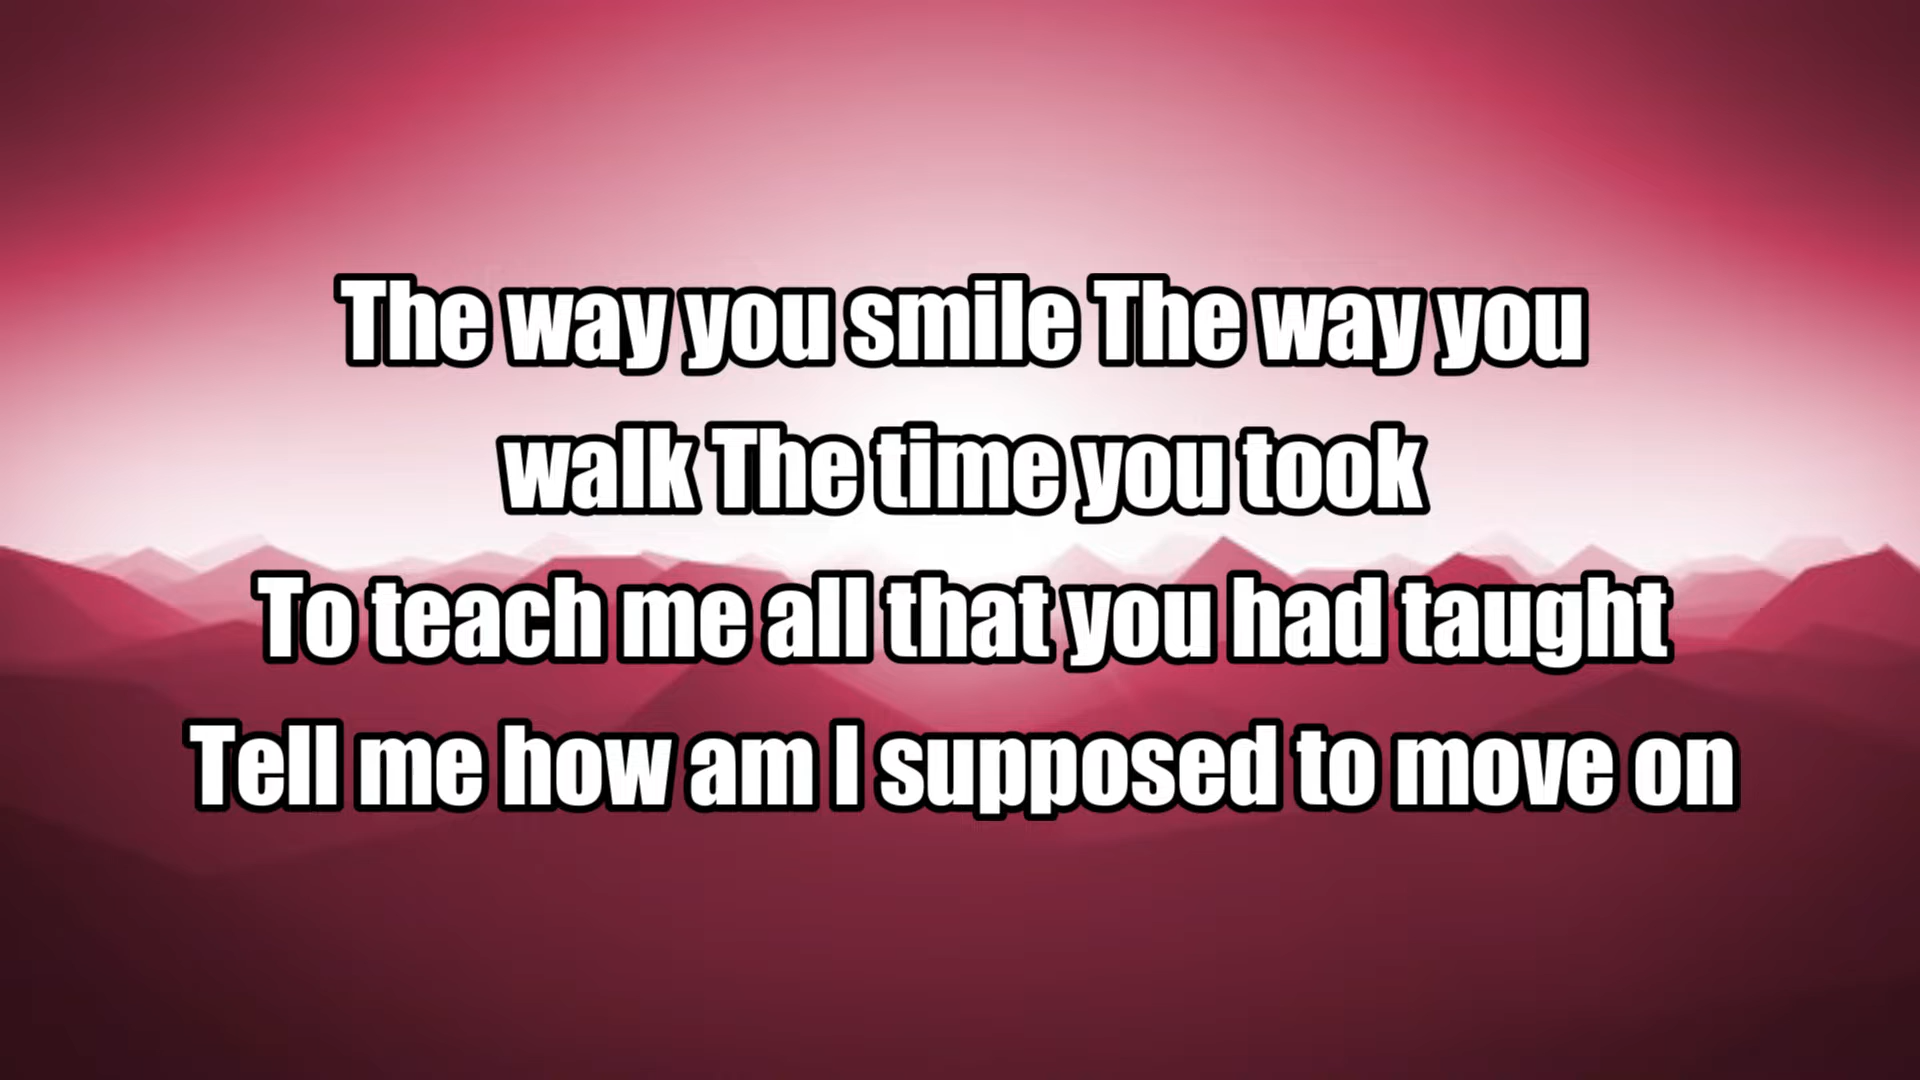 The way you smile The way you
walk The time you took
To teach me all that you had taught
Tell me how am I supposed to move on